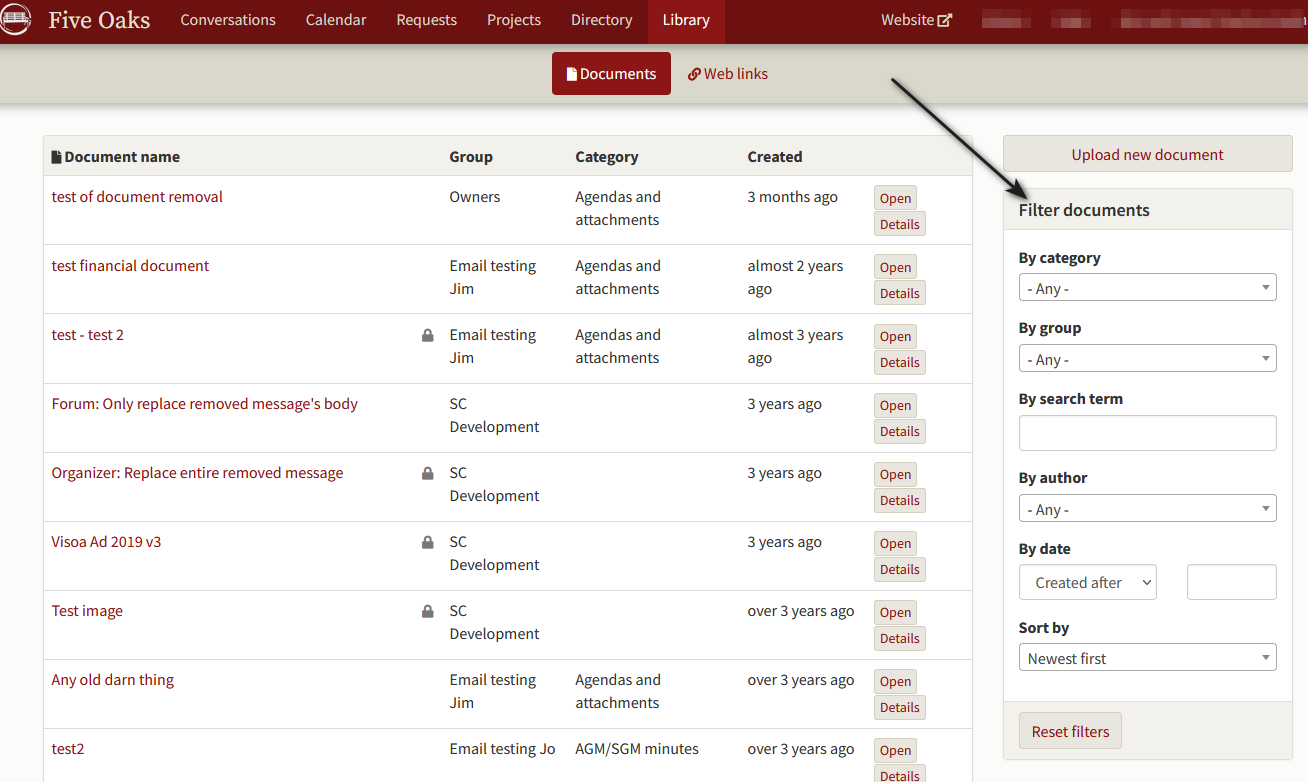 Five Oaks Conversations Calendar Requests Projects Directory Library Website
Documents Web links
Document name Group Category Created
test of document removal Owners Agendas and attachments 3 months ago Open Details
test financial document Email testing Jim Agendas and attachments almost 2 years ago Open Details
test - test 2 Email testing Jim Agendas and attachments almost 3 years ago Open Details
Forum: Only replace removed message's body SC Development 3 years ago Open Details
Organizer: Replace entire removed message SC Development 3 years ago Open Details
Visoa Ad 2019 v3 SC Development 3 years ago Open Details
Test image SC Development over 3 years ago Open Details
Any old darn thing Email testing Jim Agendas and attachments over 3 years ago Open Details
test2 Email testing Jo AGM/SGM minutes over 3 years ago Open Details
Upload new document
Filter documents
By category
- Any -
By group
- Any -
By search term
By author
- Any -
By date
Created after
Sort by
Newest first
Reset filters